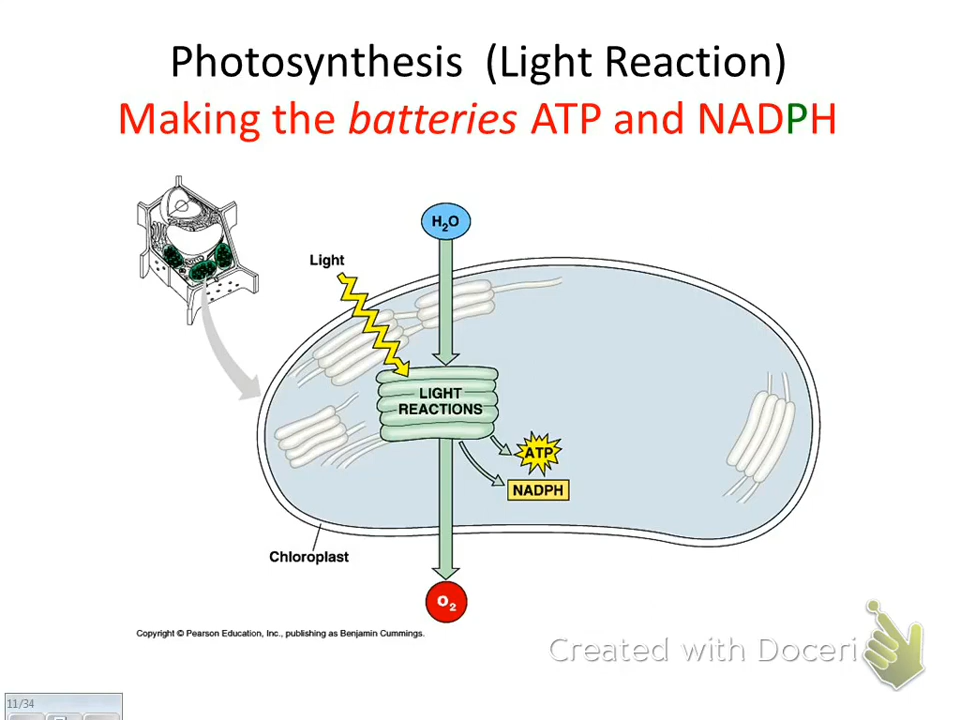 Photosynthesis (Light Reaction)
Making the batteries ATP and NADPH
H₂O
Light
LIGHT
REACTIONS
ATP
NADPH
Chloroplast
O₂
Copyright © Pearson Education, Inc., publishing as Benjamin Cummings.
Created with Doceri
11/34